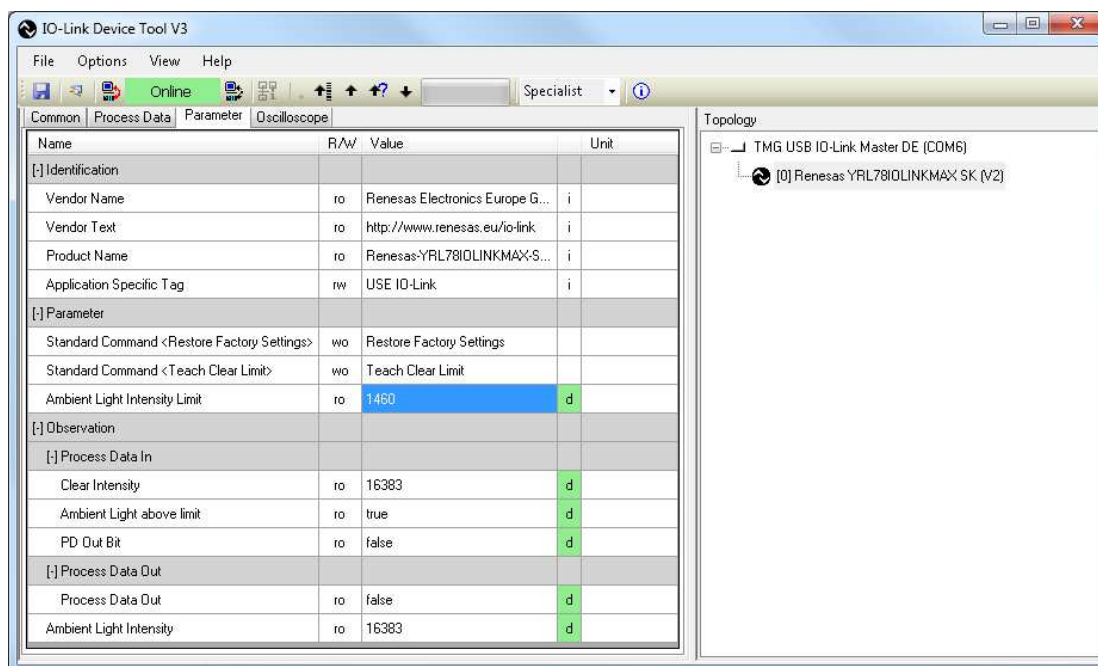 IO-Link Device Tool V3
File Options View Help
Online Specialist
Common Process Data Parameter Oscilloscope
Name R/W Value Unit
[-] Identification
Vendor Name ro Renesas Electronics Europe G... i
Vendor Text ro http://www.renesas.eu/io-link i
Product Name ro Renesas-YRL78IOLINKMAX-S... i
Application Specific Tag rw USE IO-Link i
[-] Parameter
Standard Command <Restore Factory Settings> wo Restore Factory Settings
Standard Command <Teach Clear Limit> wo Teach Clear Limit
Ambient Light Intensity Limit ro 1460 d
[-] Observation
[-] Process Data In
Clear Intensity ro 16383 d
Ambient Light above limit ro true d
PD Out Bit ro false d
[-] Process Data Out
Process Data Out ro false d
Ambient Light Intensity ro 16383 d
Topology
TMG USB IO-Link Master DE (COM6)
[0] Renesas YRL78IOLINKMAX SK (V2)